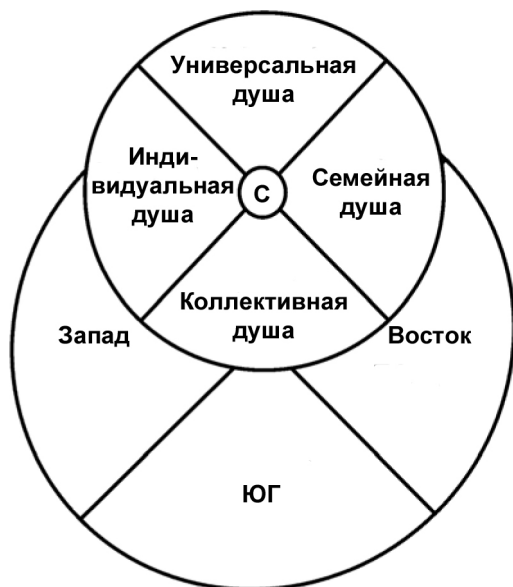 Универсальная
душа
Инди-
видуальная
душа
С
Семейная
душа
Коллективная
душа
Запад
Восток
ЮГ